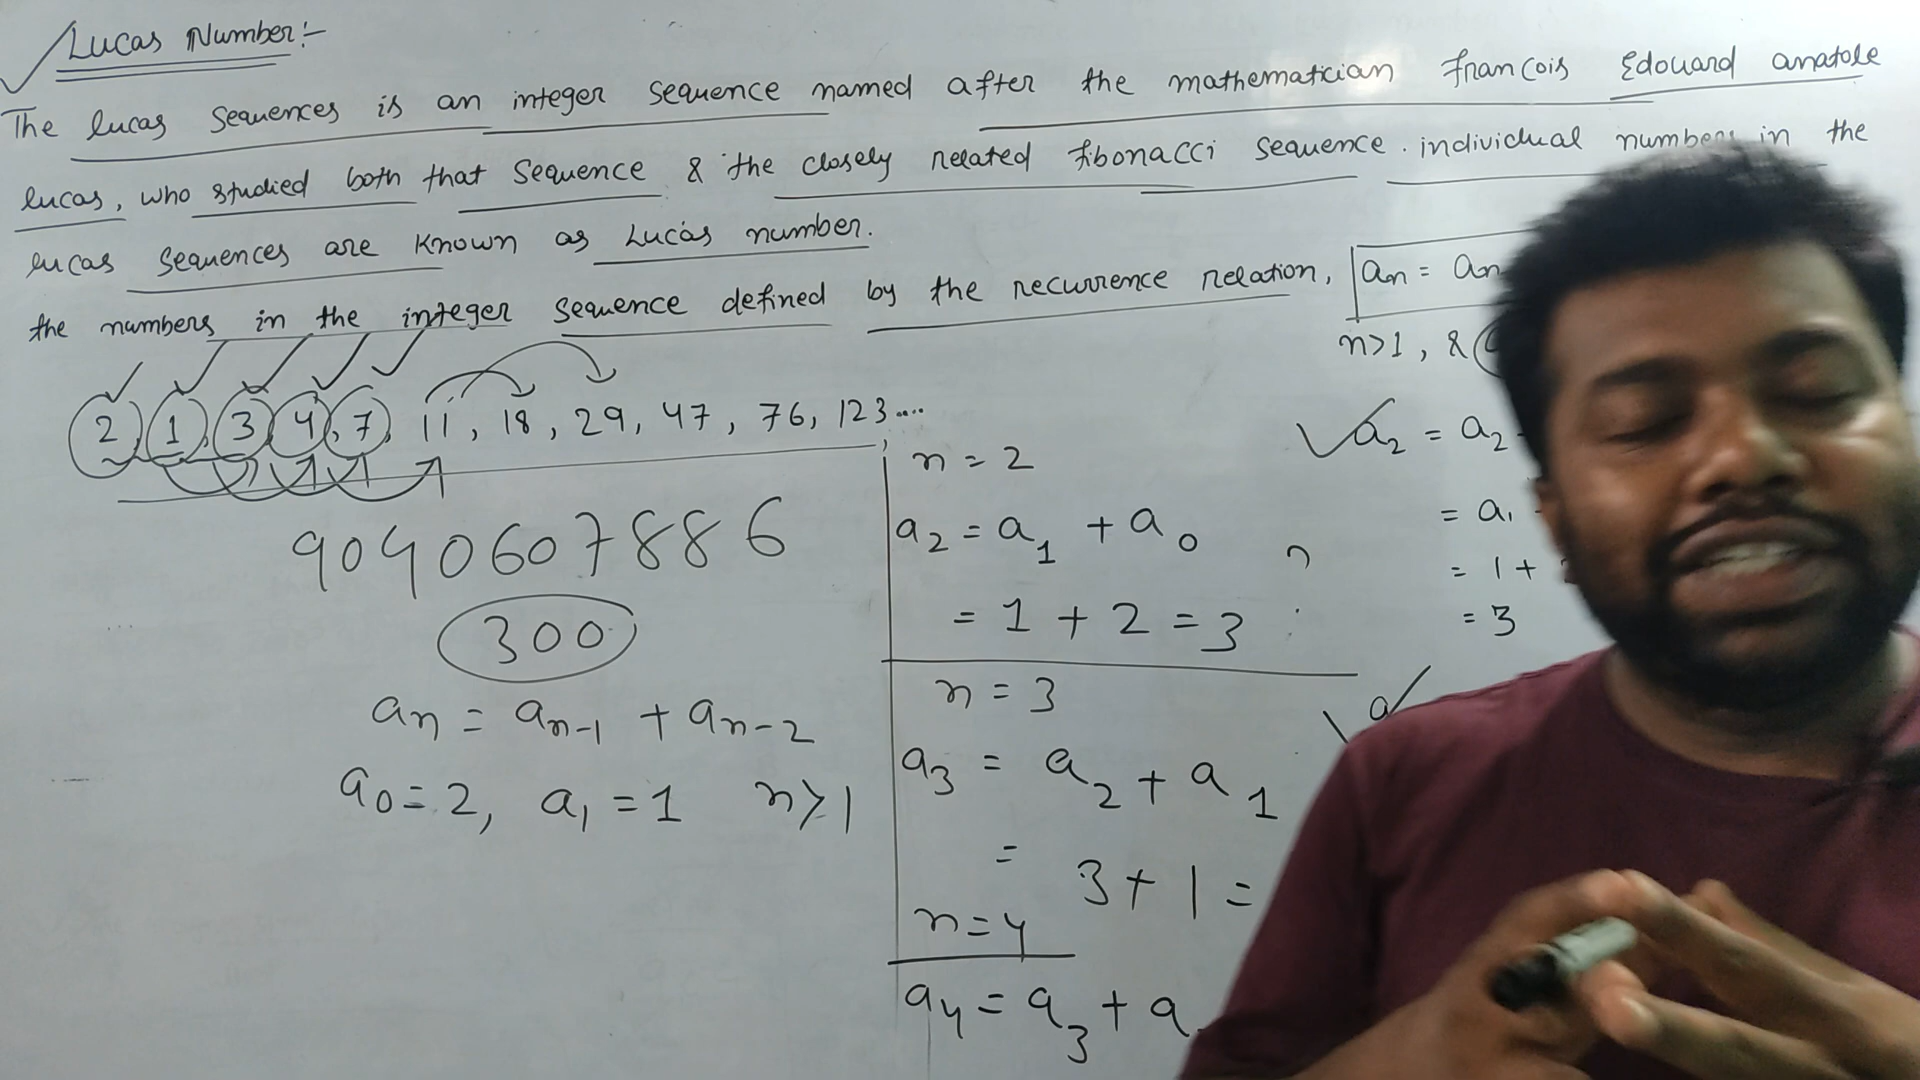 Lucas Number:-
The lucas Sequences is an integer sequence named after the mathematician francois Edouard anatole
lucas, who studied both that Sequence & the closely related fibonacci sequence. individual numbers in the
lucas Sequences are Known as Lucas number.
the numbers in the integer sequence defined by the recurrence relation, an = an
n>1, &
2, 1, 3, 4, 7, 11, 18, 29, 47, 76, 123....
9040607886
300
an = an-1 + an-2
a0 = 2, a1 = 1 n>1
n = 2
a2 = a1 + a0
= 1 + 2 = 3
n = 3
a3 = a2 + a1
= 3 + 1 =
n = 4
a4 = a3 + a
a2 = a2
= a1
= 1 +
= 3
a